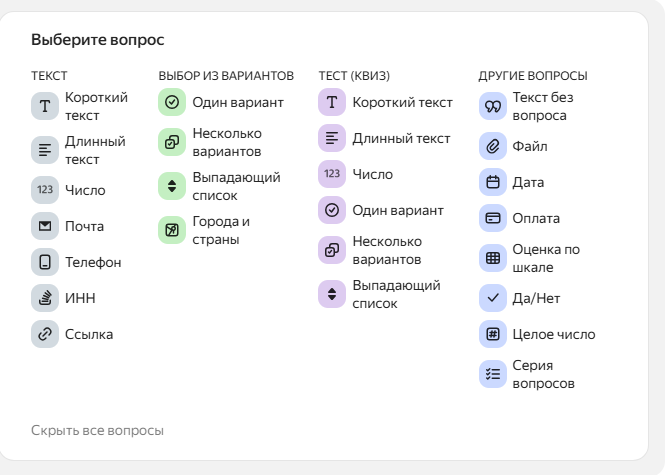 Выберите вопрос
ТЕКСТ
Короткий
текст
Длинный
текст
123
Число
Почта
Телефон
ИНН
Ссылка
ВЫБОР ИЗ ВАРИАНТОВ
Один вариант
Несколько
вариантов
Выпадающий
список
Города и
страны
ТЕСТ (КВИЗ)
T Короткий текст
Длинный текст
123 Число
Один вариант
Несколько
вариантов
Выпадающий
список
ДРУГИЕ ВОПРОСЫ
Текст без
вопроса
Файл
Дата
Оплата
Оценка по
шкале
Да/Нет
# Целое число
Серия
вопросов
Скрыть все вопросы